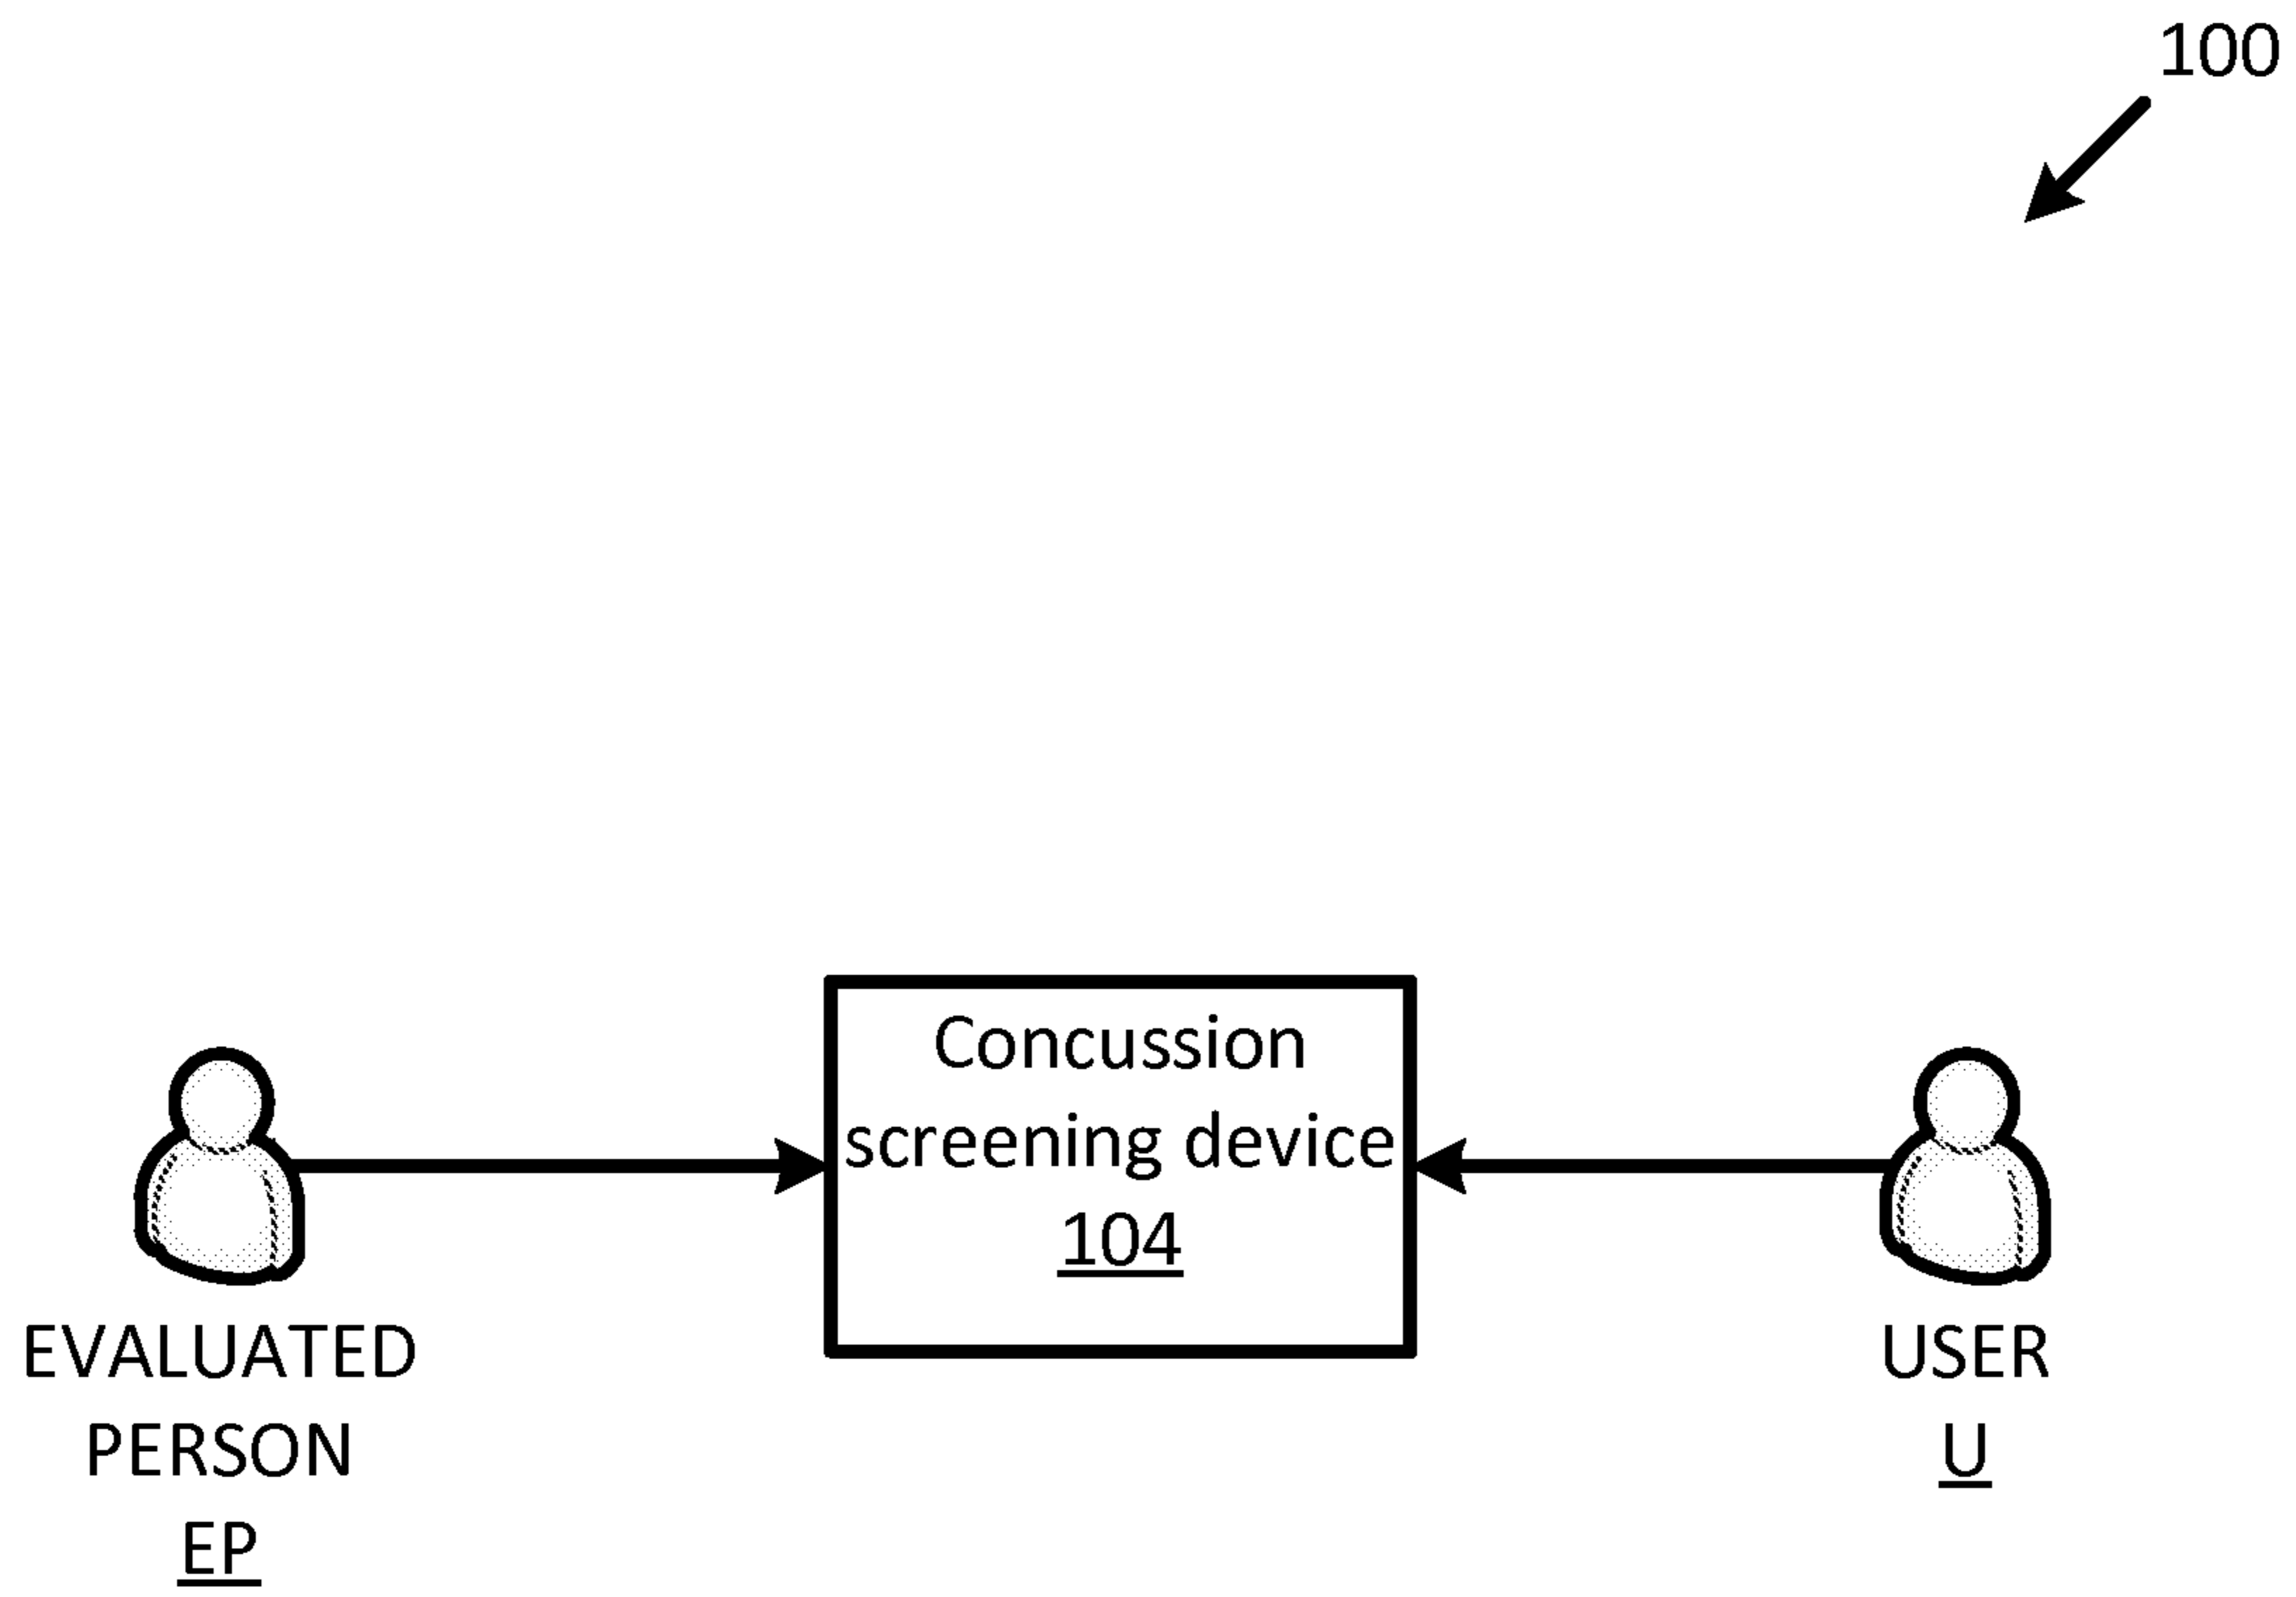 100
Concussion
screening device
104
EVALUATED
PERSON
EP
USER
U